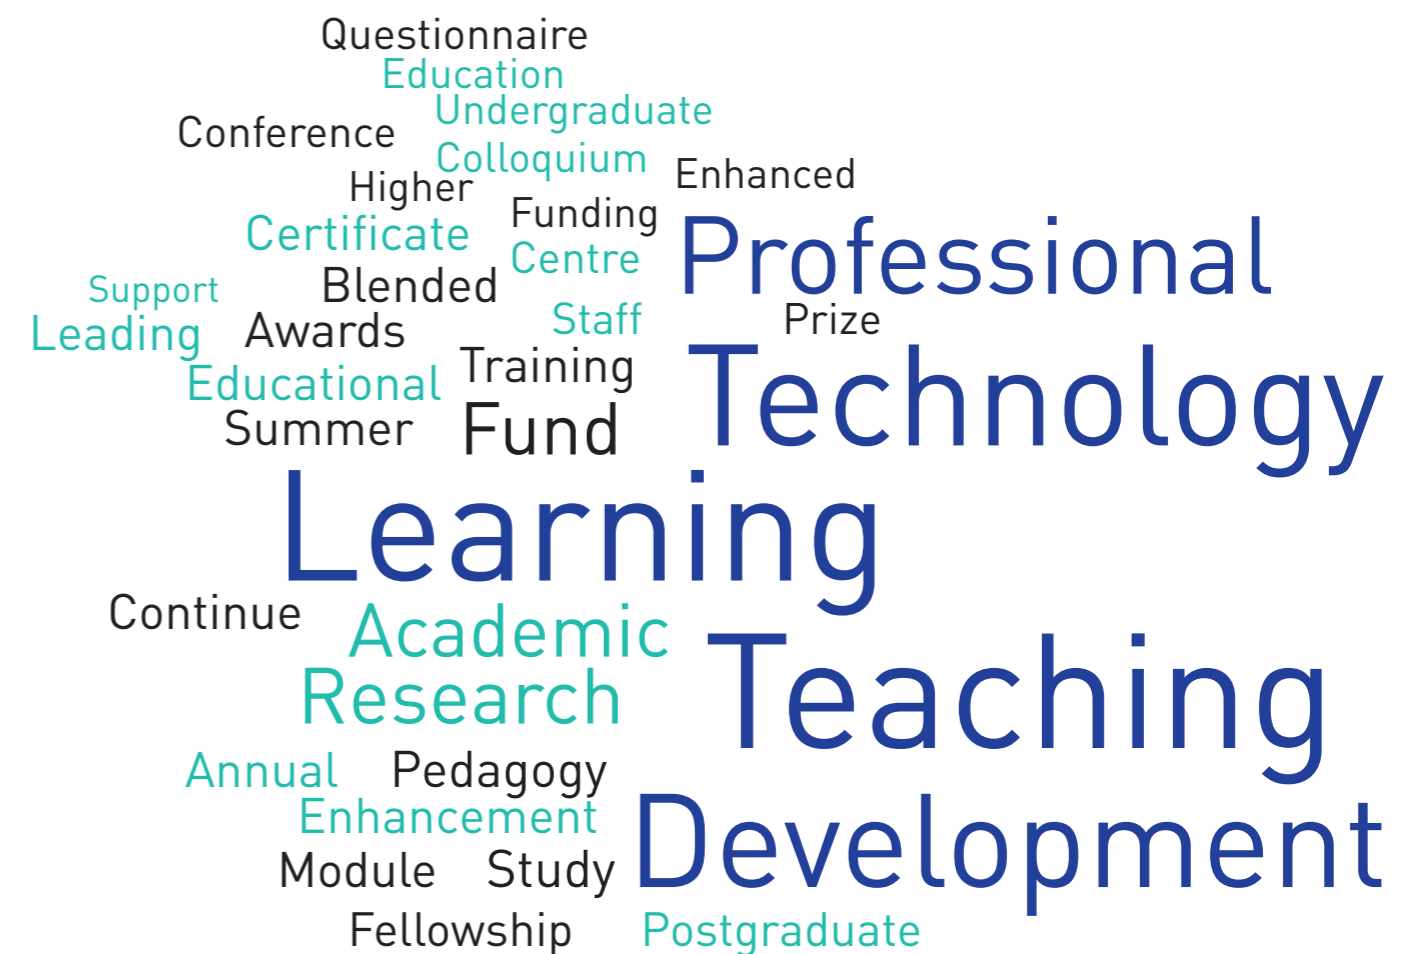 Questionnaire
Education
Undergraduate
Conference
Colloquium
Enhanced
Higher
Funding
Certificate
Centre
Professional
Support
Blended
Leading
Awards
Staff
Prize
Educational
Training
Technology
Summer
Fund
Learning
Continue
Academic
Research
Teaching
Annual
Pedagogy
Enhancement
Development
Module
Study
Fellowship
Postgraduate